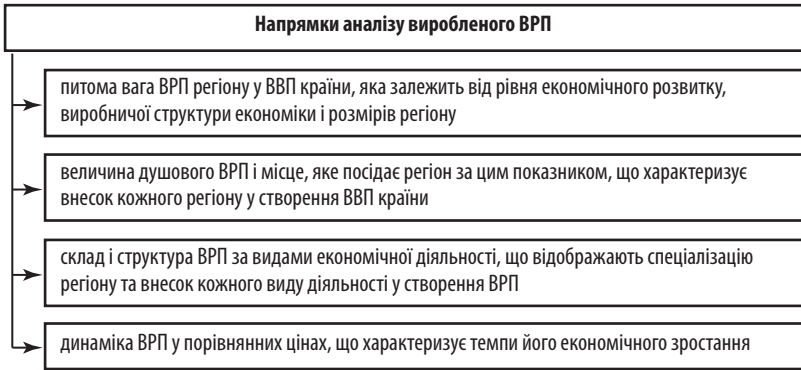 Напрямки аналізу виробленого ВРП
питома вага ВРП регіону у ВВП країни, яка залежить від рівня економічного розвитку,
виробничої структури економіки і розмірів регіону
величина душового ВРП і місце, яке посідає регіон за цим показником, що характеризує
внесок кожного регіону у створення ВВП країни
склад і структура ВРП за видами економічної діяльності, що відображають спеціалізацію
регіону та внесок кожного виду діяльності у створення ВРП
динаміка ВРП у порівнянних цінах, що характеризує темпи його економічного зростання